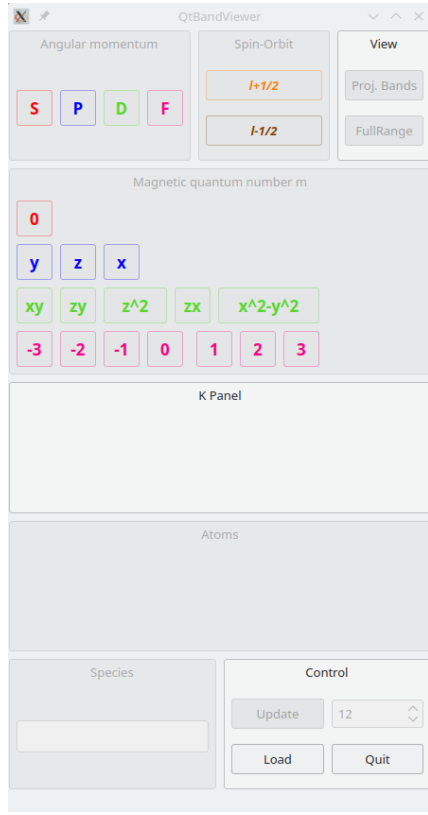 QtBandViewer
Angular momentum
Spin-Orbit
View
S P D F
l+1/2
l-1/2
Proj. Bands
FullRange
Magnetic quantum number m
0
y z x
xy zy z^2 zx x^2-y^2
-3 -2 -1 0 1 2 3
K Panel
Atoms
Species
Control
Update 12
Load Quit